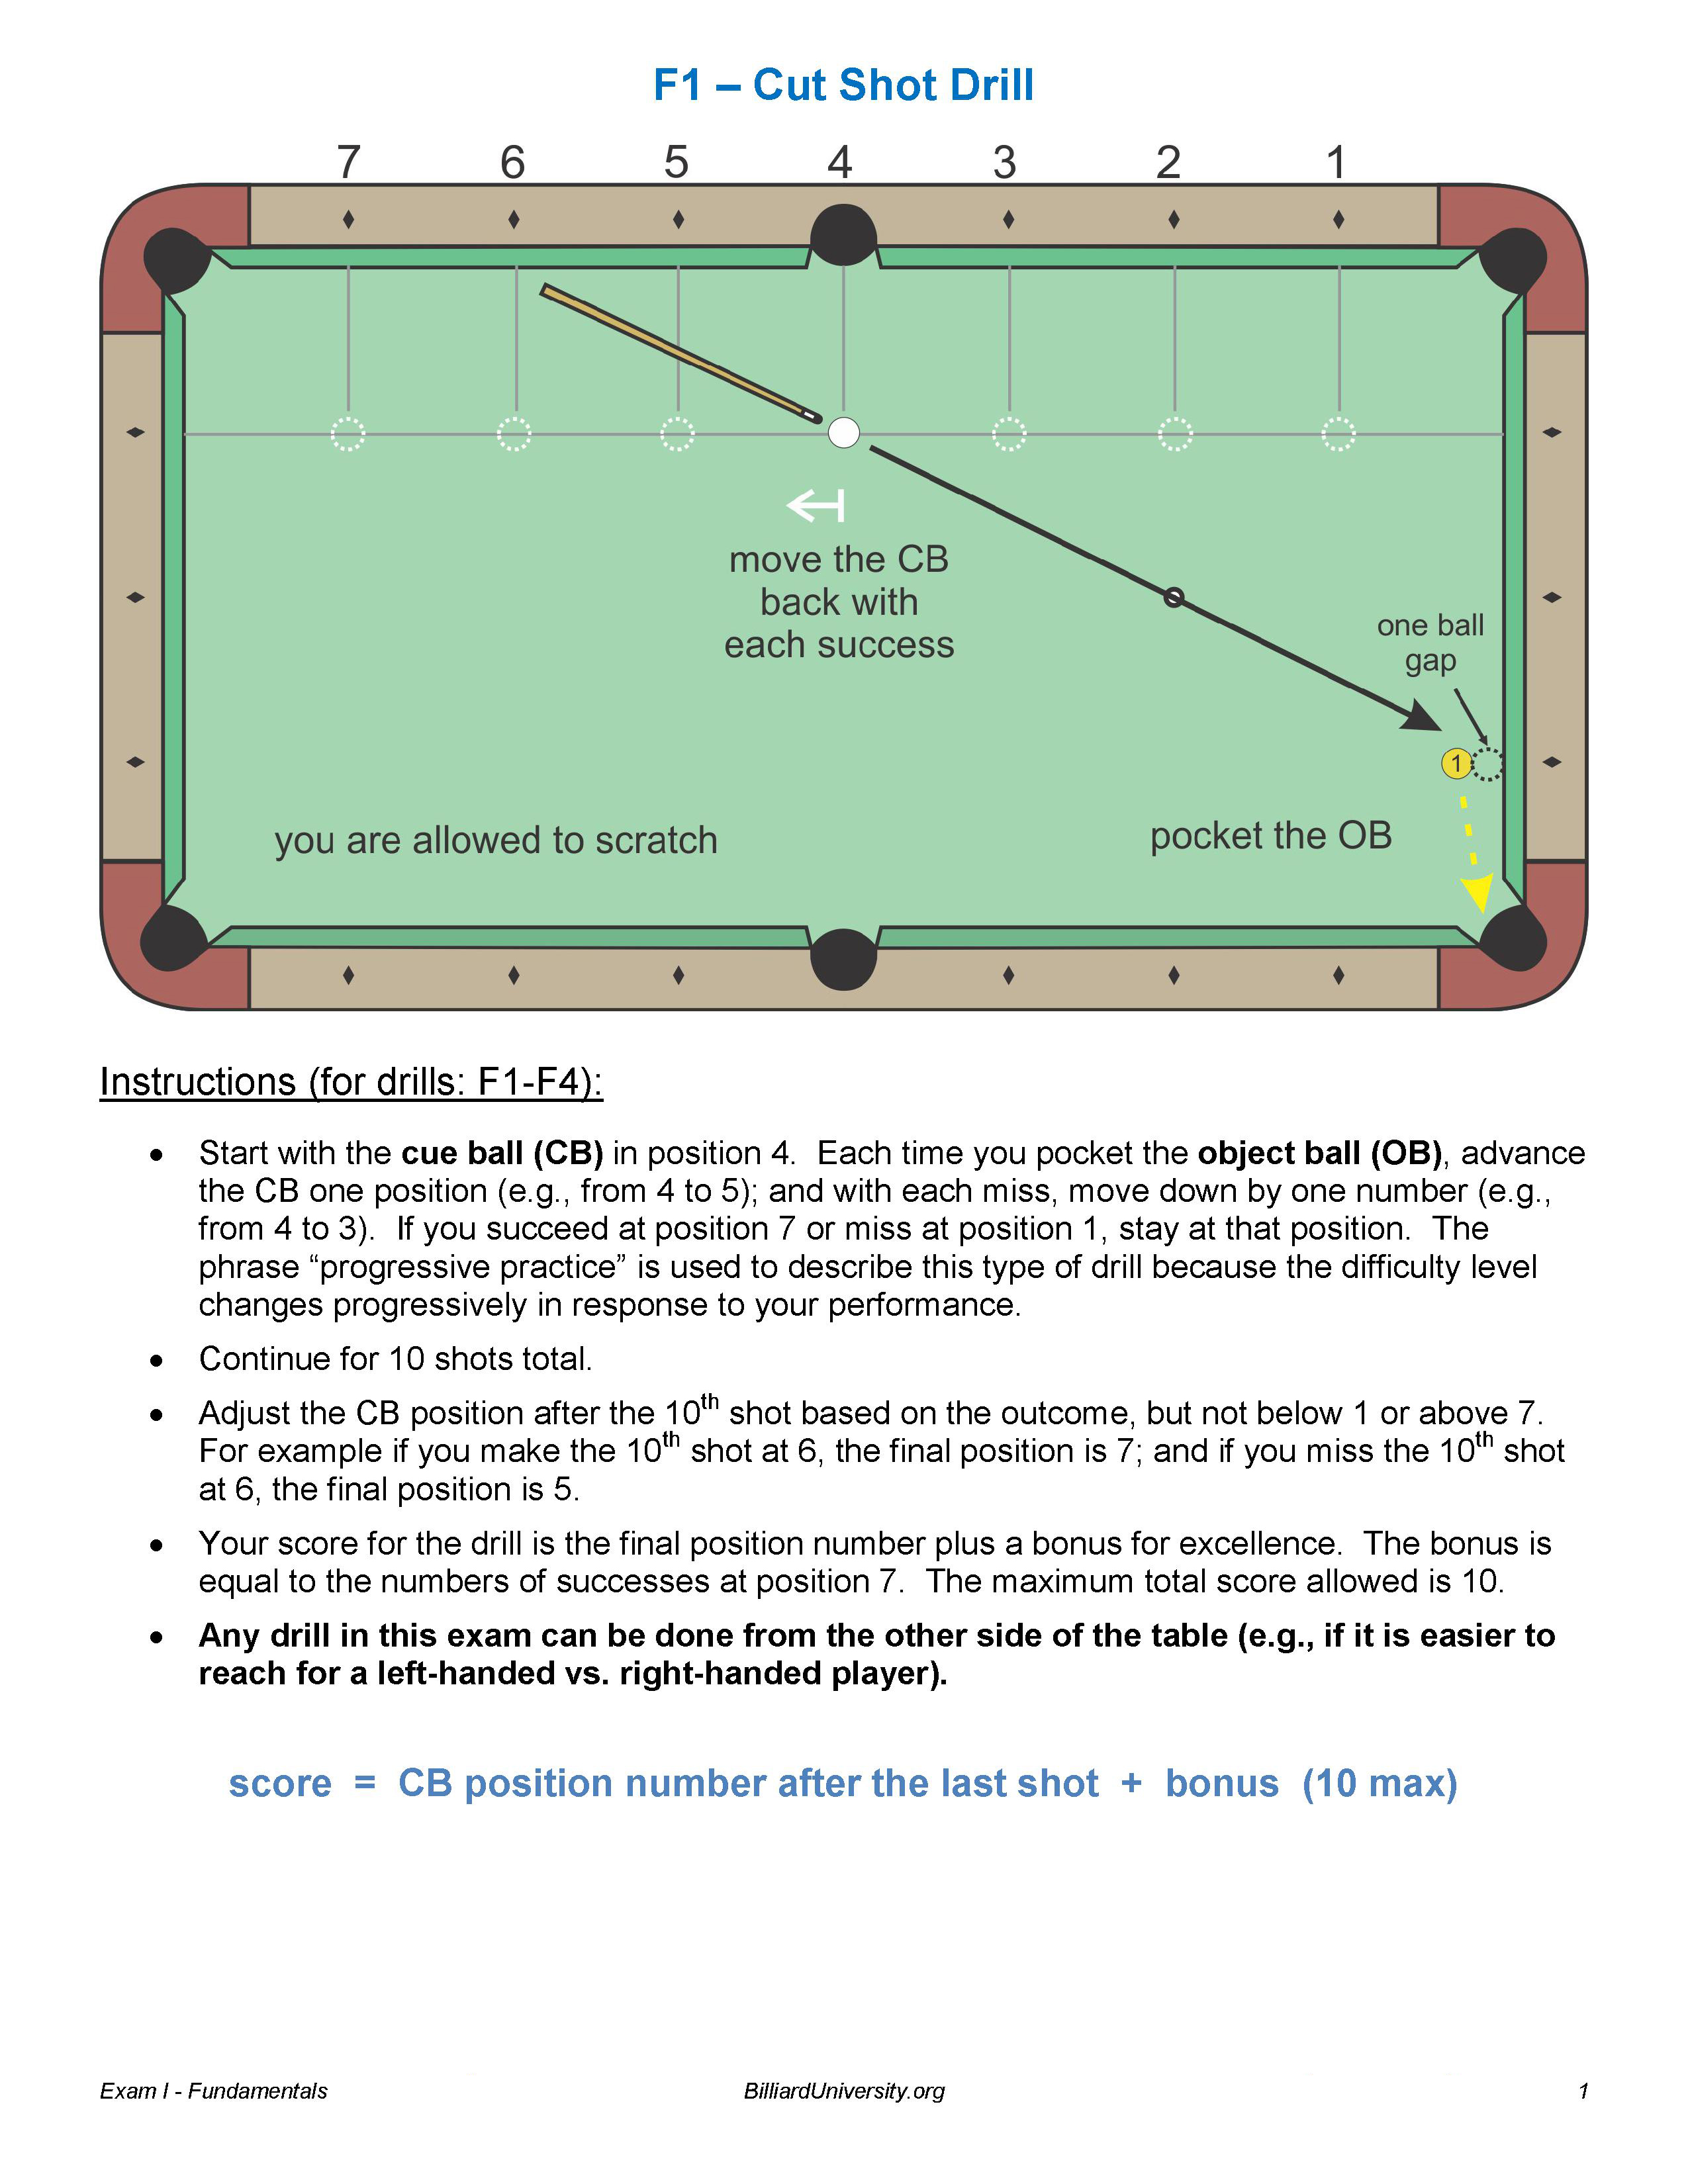 F1 – Cut Shot Drill
7 6 5 4 3 2 1
move the CB
back with
each success
one ball
gap
1
you are allowed to scratch
pocket the OB
Instructions (for drills: F1-F4):
• Start with the cue ball (CB) in position 4.  Each time you pocket the object ball (OB), advance
the CB one position (e.g., from 4 to 5); and with each miss, move down by one number (e.g.,
from 4 to 3).  If you succeed at position 7 or miss at position 1, stay at that position.  The
phrase “progressive practice” is used to describe this type of drill because the difficulty level
changes progressively in response to your performance.
• Continue for 10 shots total.
• Adjust the CB position after the 10th shot based on the outcome, but not below 1 or above 7.
For example if you make the 10th shot at 6, the final position is 7; and if you miss the 10th shot
at 6, the final position is 5.
• Your score for the drill is the final position number plus a bonus for excellence.  The bonus is
equal to the numbers of successes at position 7.  The maximum total score allowed is 10.
• Any drill in this exam can be done from the other side of the table (e.g., if it is easier to
reach for a left-handed vs. right-handed player).
score = CB position number after the last shot + bonus (10 max)
Exam I - Fundamentals BilliardUniversity.org 1